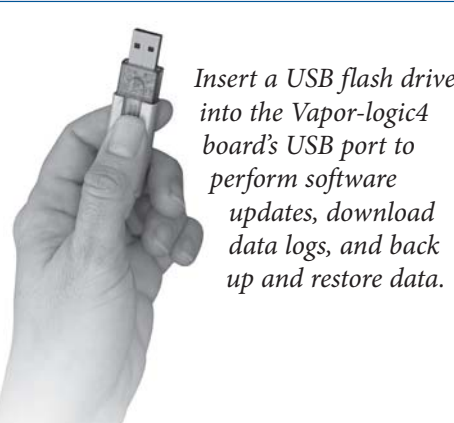 Insert a USB flash drive
into the Vapor-logic4
board's USB port to
perform software
updates, download
data logs, and back
up and restore data.